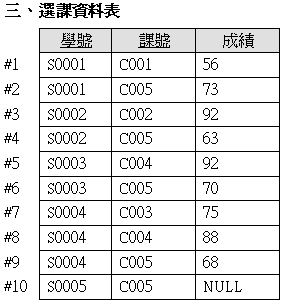 三、選課資料表
學號 課號 成績
#1 S0001 C001 56
#2 S0001 C005 73
#3 S0002 C002 92
#4 S0002 C005 63
#5 S0003 C004 92
#6 S0003 C005 70
#7 S0004 C003 75
#8 S0004 C004 88
#9 S0004 C005 68
#10 S0005 C005 NULL